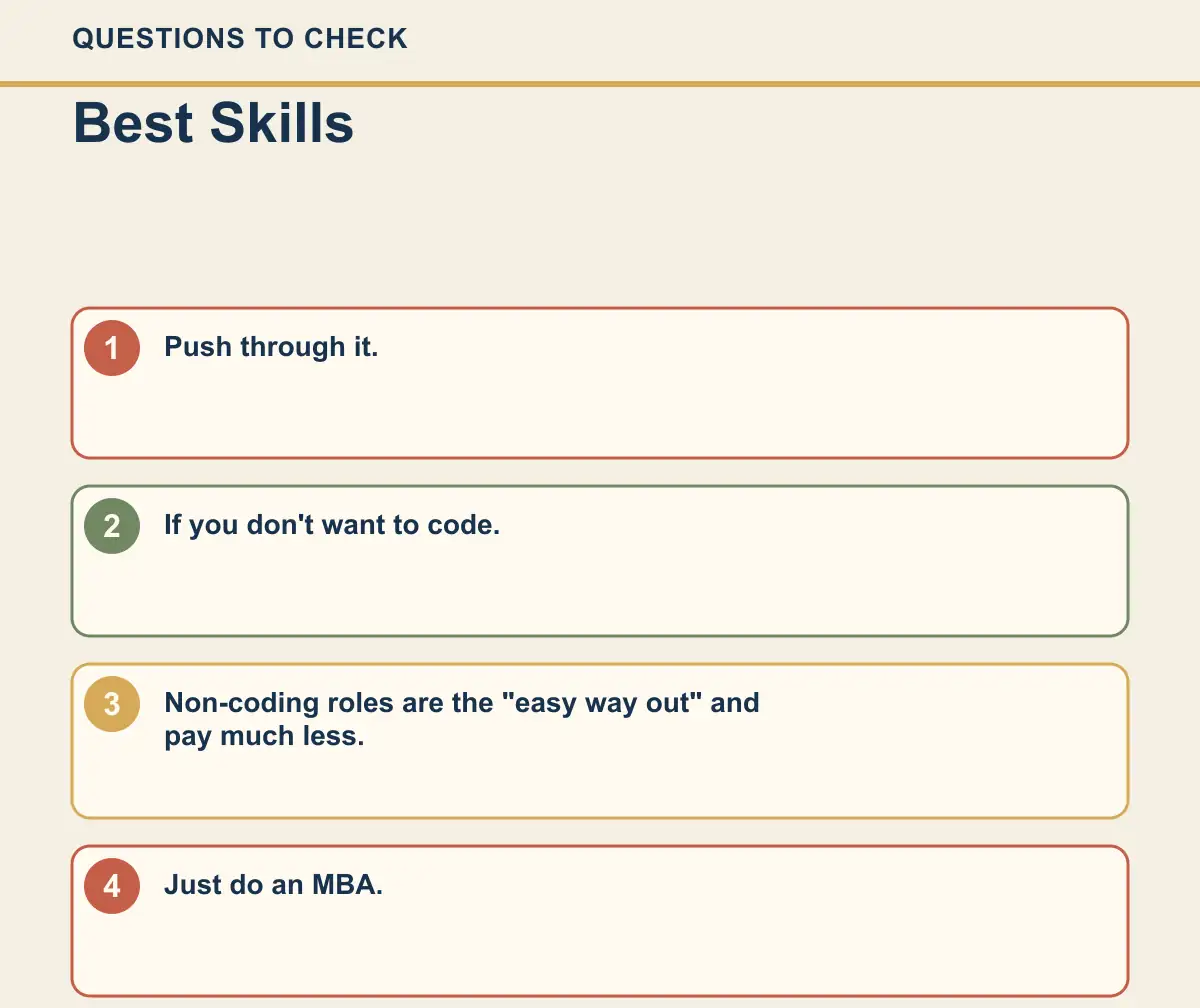 QUESTIONS TO CHECK
Best Skills
1
Push through it.
2
If you don't want to code.
3
Non-coding roles are the "easy way out" and
pay much less.
4
Just do an MBA.